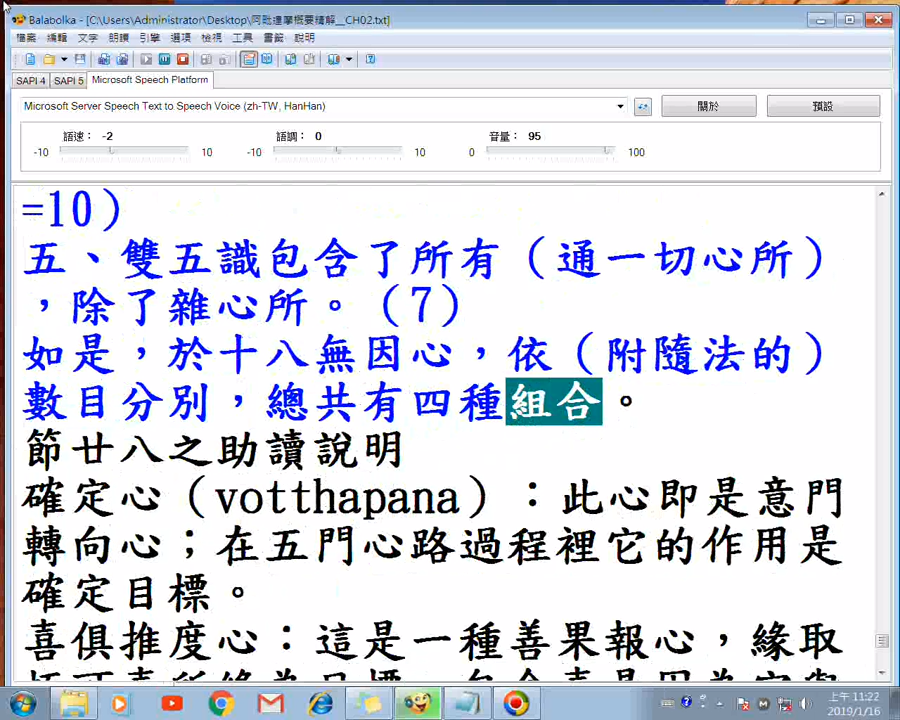 Balabolka - [C:\Users\Administrator\Desktop\阿毗達摩概要精解__CH02.txt]
檔案 編輯 文字 朗讀 引擎 選項 檢視 工具 書籤 說明
SAPI 4 SAPI 5 Microsoft Speech Platform
Microsoft Server Speech Text to Speech Voice (zh-TW, HanHan) 關於 預設
語速： -2 語調： 0 音量： 95
-10 10 -10 10 0 100
=10）
五、雙五識包含了所有（通一切心所）
，除了雜心所。（7）
如是，於十八無因心，依（附隨法的）
數目分別，總共有四種組合。
節廿八之助讀說明
確定心（votthapana）：此心即是意門
轉向心；在五門心路過程裡它的作用是
確定目標。
喜俱推度心：這是一種善果報心，緣取
上午 11:22
2019/1/16